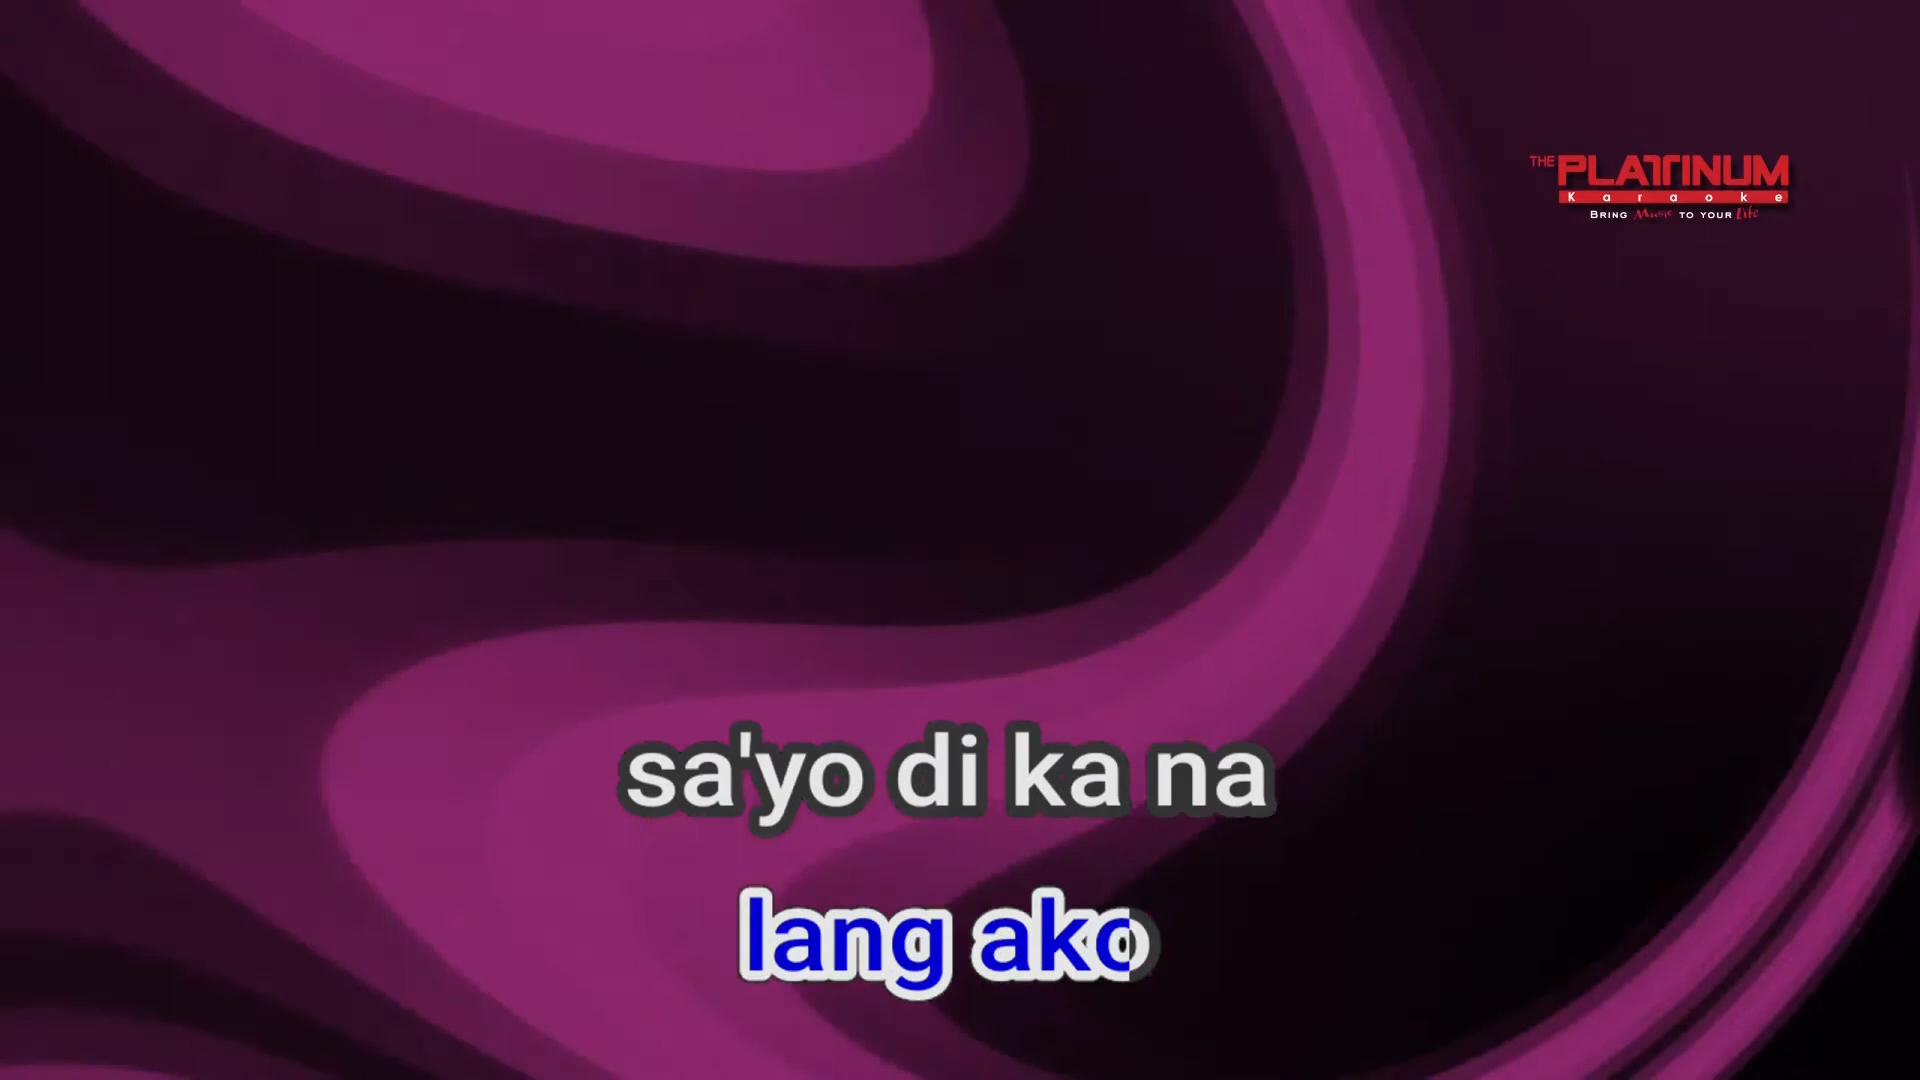 THE PLATINUM
Karaoke
BRING Music TO YOUR Life
sa'yo di ka na
lang ako